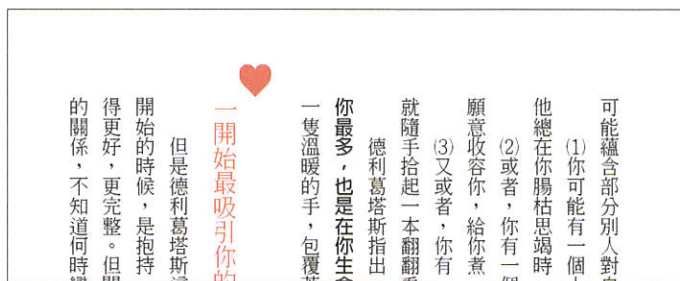 可能蘊含部分別人對
⑴你可能有一個
他總在你腸枯思竭時
⑵或者，你有一個
願意收容你，給你煮
⑶又或者，你有
就隨手拾起一本翻翻
德利葛塔斯指出
你最多，也是在你生命
一隻溫暖的手，包覆著
一開始最吸引你的
但是德利葛塔斯
開始的時候，是抱持
得更好，更完整。但
的關係，不知道何時